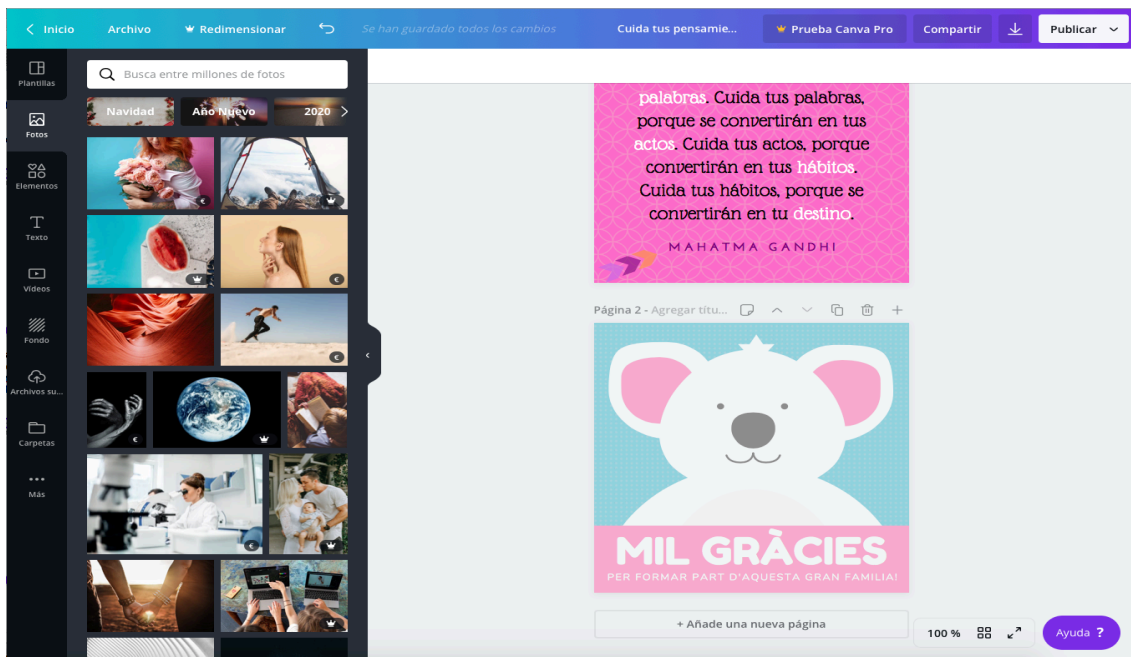 Inicio
Archivo
Redimensionar
Se han guardado todos los cambios
Cuida tus pensamie...
Prueba Canva Pro
Compartir
Publicar
Plantillas
Fotos
Elementos
Texto
Vídeos
Fondo
Archivos su...
Carpetas
Más
Busca entre millones de fotos
Navidad
Año Nuevo
2020
palabras. Cuida tus palabras,
porque se convertirán en tus
actos. Cuida tus actos, porque
convertirán en tus hábitos.
Cuida tus hábitos, porque se
convertirán en tu destino.
MAHATMA GANDHI
Página 2 - Agregar títu...
MIL GRÀCIES
PER FORMAR PART D'AQUESTA GRAN FAMILIA!
+ Añade una nueva página
100 %
Ayuda ?